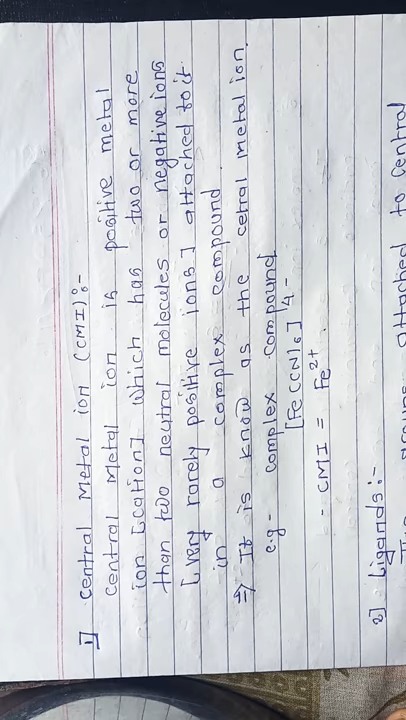 1] Central Metal ion (CMI):-
Central Metal ion is positive metal
ion [cation] which has two or more
than two neutral molecules or negative ions
[very rarely positive ions] attached to it
in a complex compound.
⇒ It is know as the cetral metal ion.
e.g - complex compound
[Fe(CN)6]4-
- CMI = Fe2+.
2] Ligands:-
attached to central